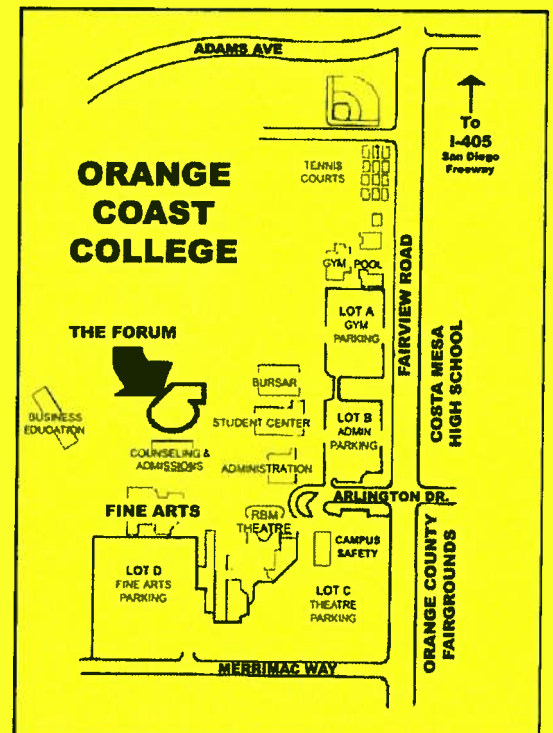 ADAMS AVE
To
I-405
San Diego
Freeway
ORANGE
COAST
COLLEGE
TENNIS
COURTS
GYM POOL
LOT A
GYM
PARKING
FAIRVIEW ROAD
COSTA MESA
HIGH SCHOOL
THE FORUM
BURSAR
BUSINESS
EDUCATION
STUDENT CENTER
LOT B
ADMIN
PARKING
COUNSELING &
ADMISSIONS
ADMINISTRATION
ARLINGTON DR.
FINE ARTS
RBM
THEATRE
CAMPUS
SAFETY
ORANGE COUNTY
FAIRGROUNDS
LOT D
FINE ARTS
PARKING
LOT C
THEATRE
PARKING
MERRIMAC WAY